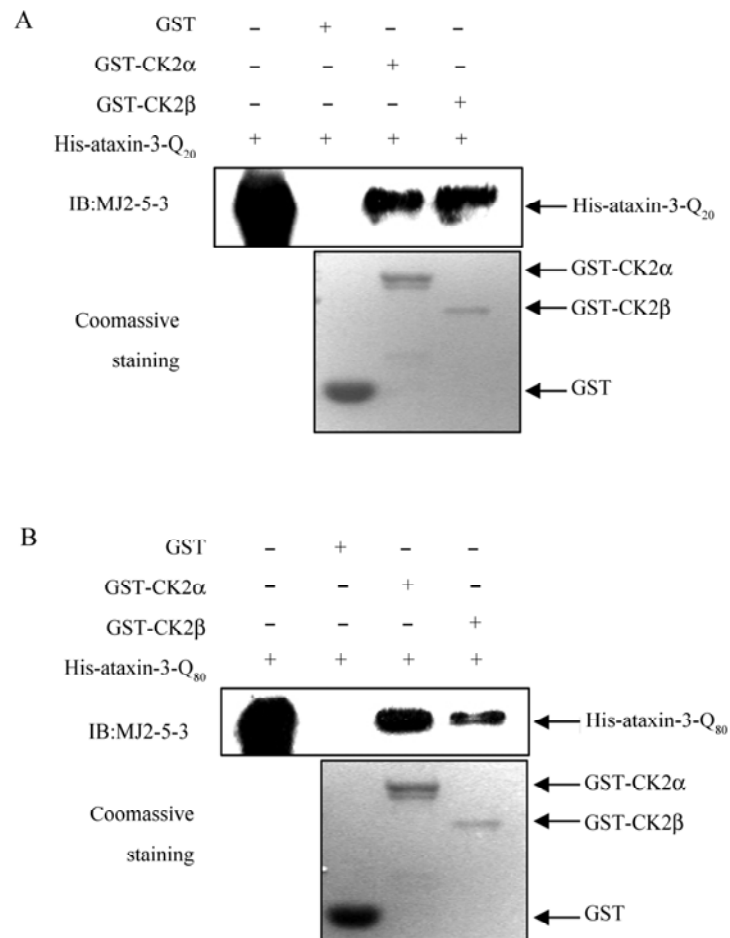 A
GST – + – –
GST-CK2α – – + –
GST-CK2β – – – +
His-ataxin-3-Q₂₀ + + + +
IB:MJ2-5-3
His-ataxin-3-Q₂₀
GST-CK2α
GST-CK2β
Coomassive
staining
GST
B
GST – + – –
GST-CK2α – – + –
GST-CK2β – – – +
His-ataxin-3-Q₈₀ + + + +
IB:MJ2-5-3
His-ataxin-3-Q₈₀
GST-CK2α
GST-CK2β
Coomassive
staining
GST